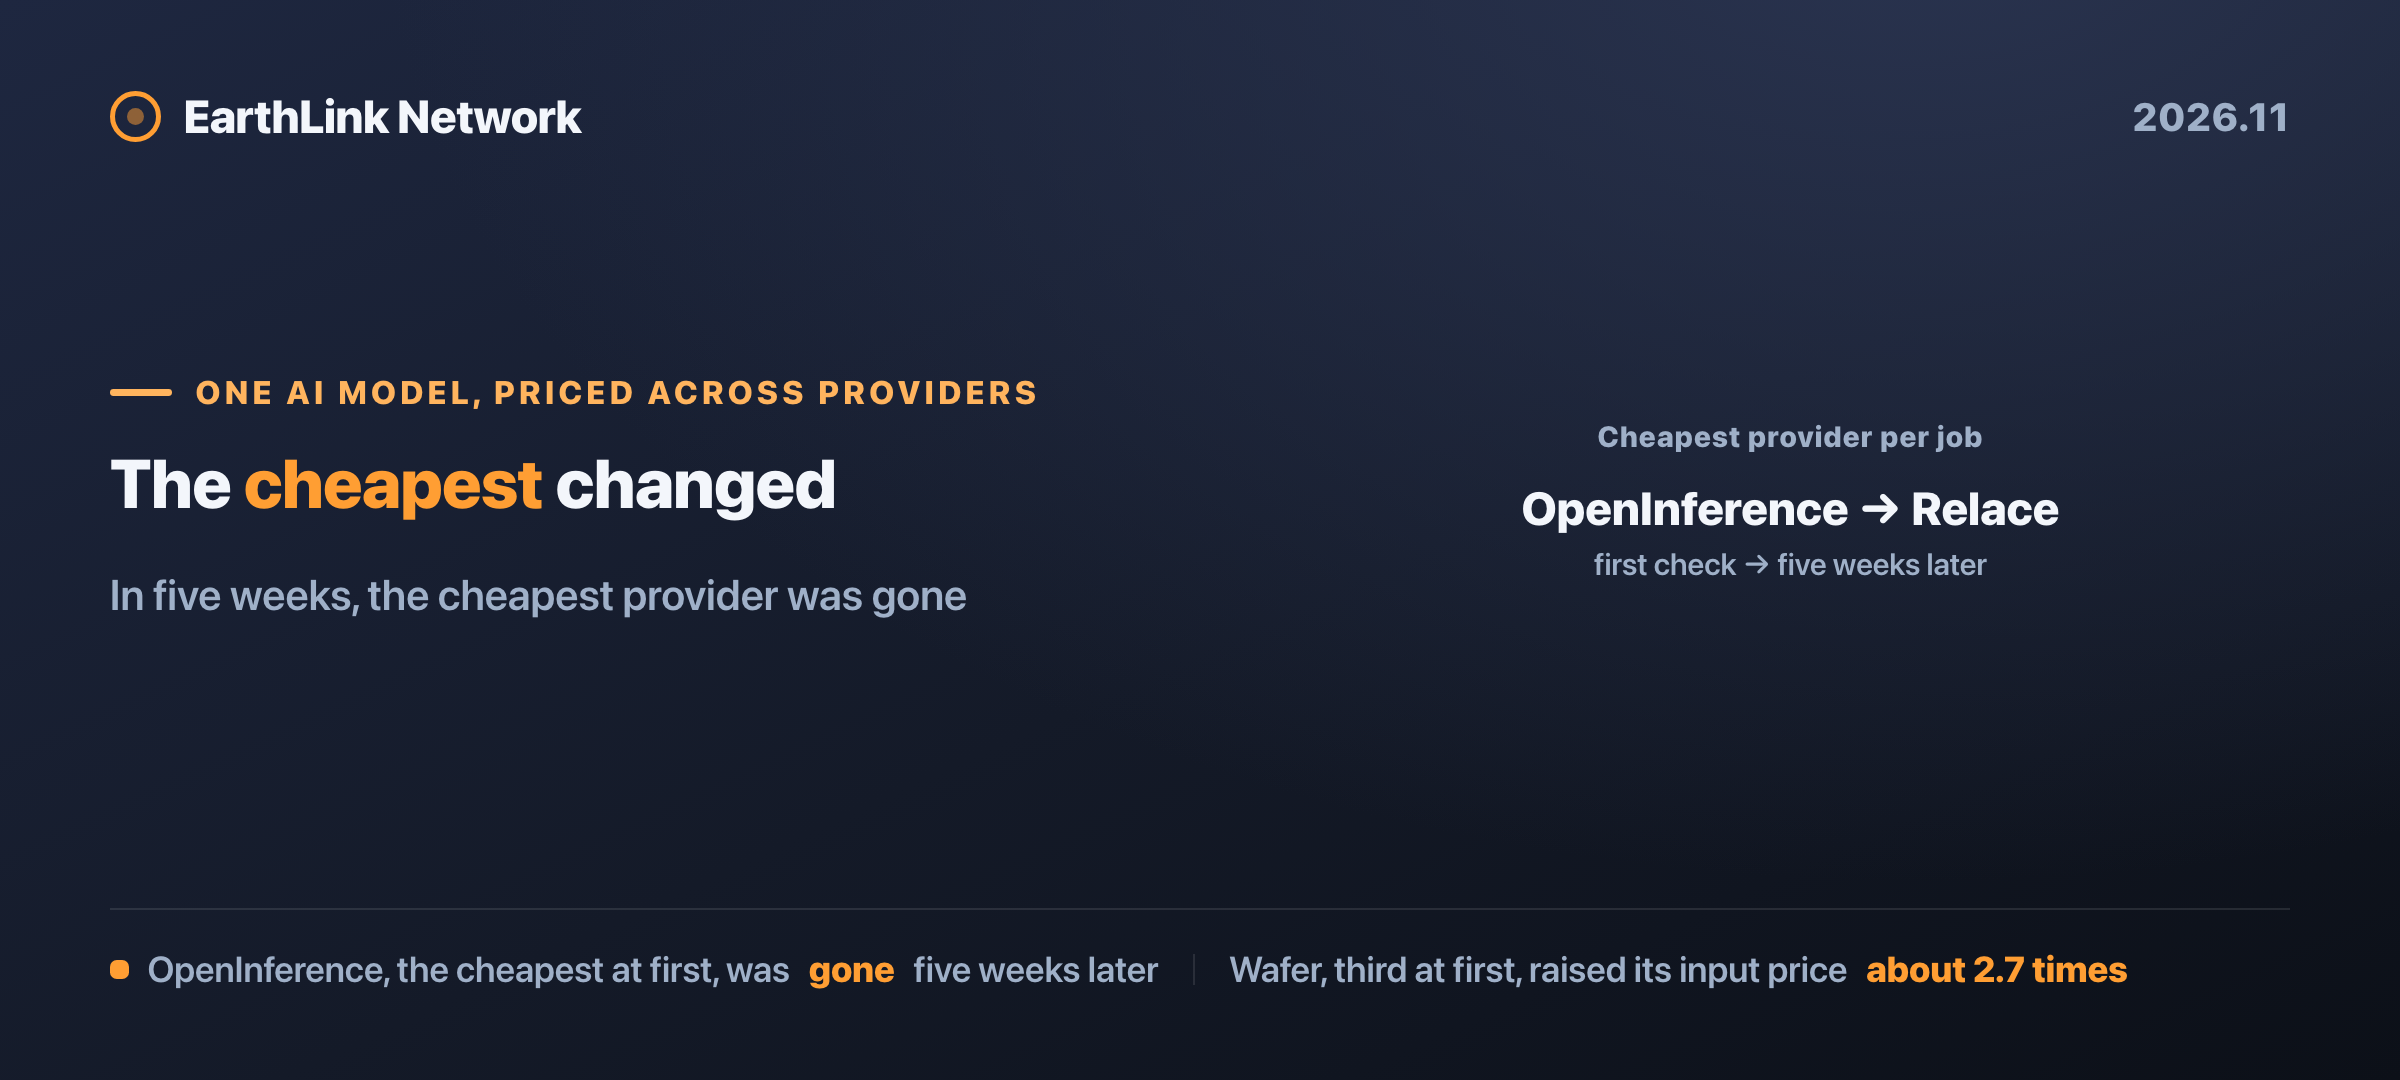 EarthLink Network
2026.11
ONE AI MODEL, PRICED ACROSS PROVIDERS
The cheapest changed
In five weeks, the cheapest provider was gone
Cheapest provider per job
OpenInference → Relace
first check → five weeks later
OpenInference, the cheapest at first, was gone five weeks later
Wafer, third at first, raised its input price about 2.7 times